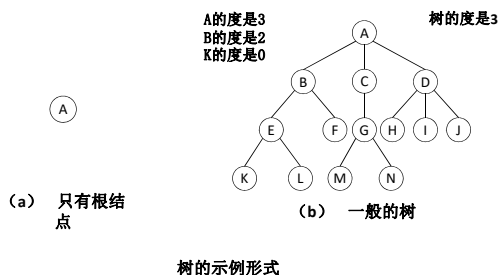 A的度是3
B的度是2
K的度是0
树的度是3
A
A
B C D
E F G H I J
K L M N
(a) 只有根结
点
(b) 一般的树
树的示例形式